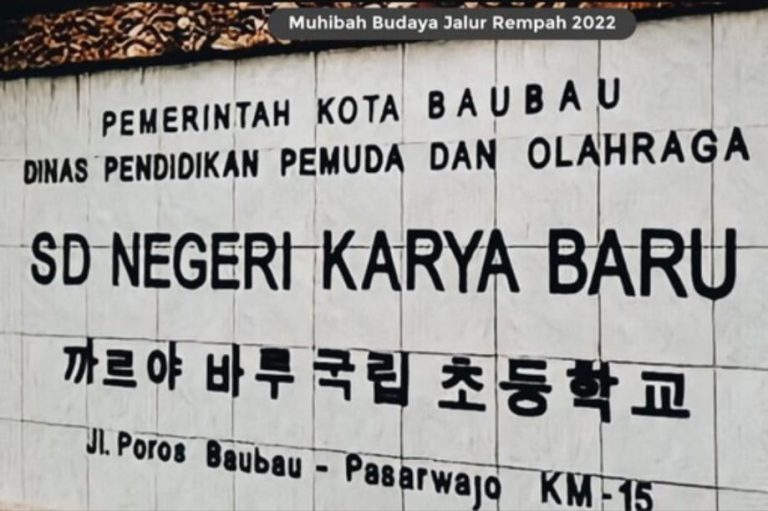 Muhibah Budaya Jalur Rempah 2022
PEMERINTAH KOTA BAUBAU
DINAS PENDIDIKAN PEMUDA DAN OLAHRAGA
SD NEGERI KARYA BARU
까르야 바루 국립 초등학교
Jl. Poros Baubau - Pasarwajo KM-15